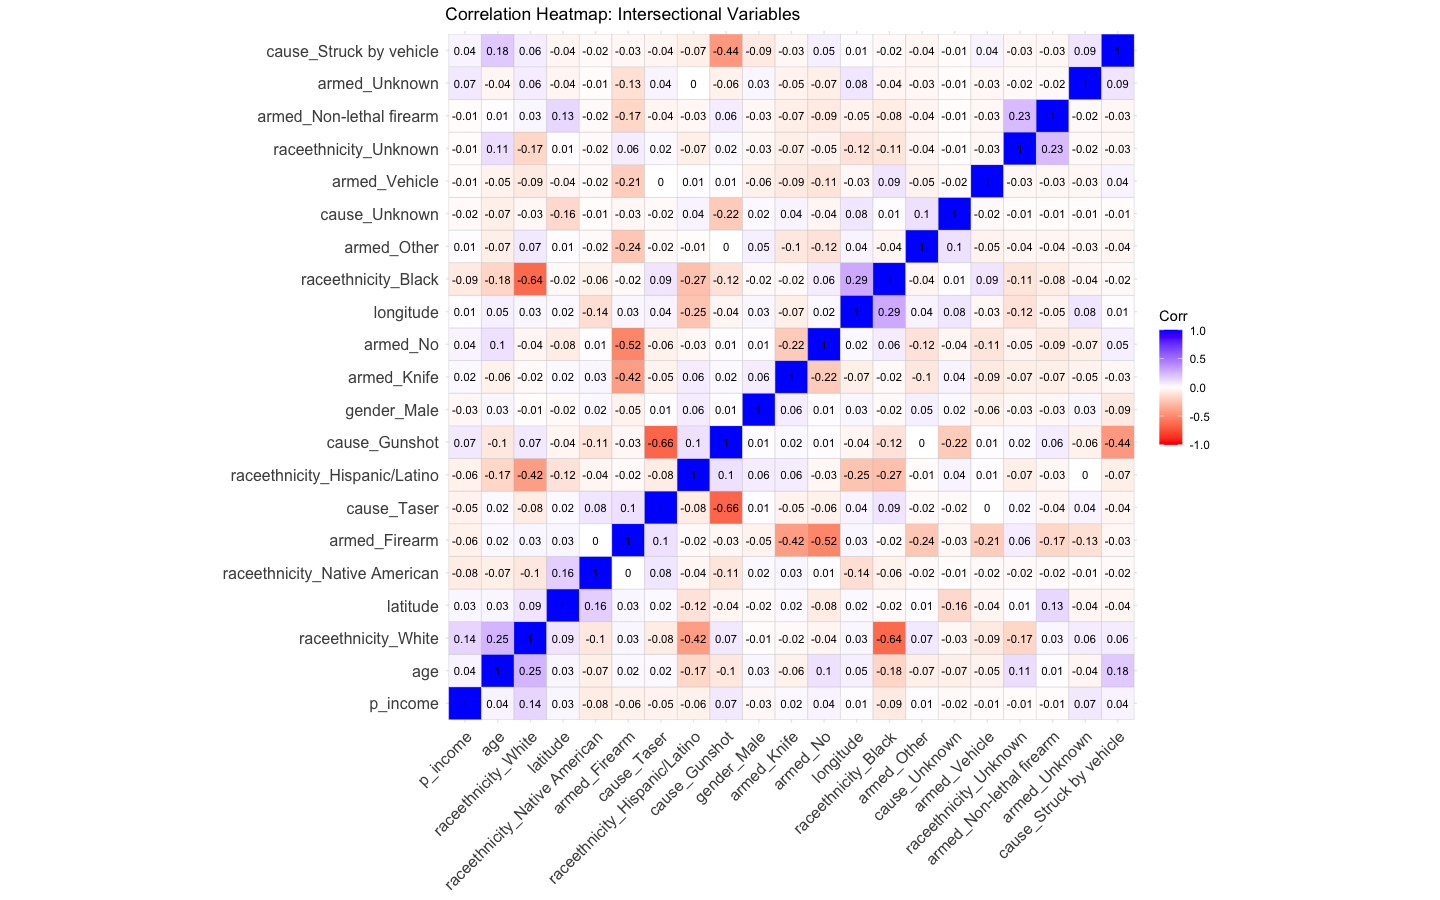 Correlation Heatmap: Intersectional Variables
cause_Struck by vehicle 0.04 0.18 0.06 -0.04 -0.02 -0.03 -0.04 -0.07 -0.44 -0.09 -0.03 0.05 0.01 -0.02 -0.04 -0.01 0.04 -0.03 -0.03 0.09 1
armed_Unknown 0.07 -0.04 0.06 -0.04 -0.01 -0.13 0.04 0 -0.06 0.03 -0.05 -0.07 0.08 -0.04 -0.03 -0.01 -0.03 -0.02 -0.02 1 0.09
armed_Non-lethal firearm -0.01 0.01 0.03 0.13 -0.02 -0.17 -0.04 -0.03 0.06 -0.03 -0.07 -0.09 -0.05 -0.08 -0.04 -0.01 -0.03 0.23 1 -0.02 -0.03
raceethnicity_Unknown -0.01 0.11 -0.17 0.01 -0.02 0.06 0.02 -0.07 0.02 -0.03 -0.07 -0.05 -0.12 -0.11 -0.04 -0.01 -0.03 1 0.23 -0.02 -0.03
armed_Vehicle -0.01 -0.05 -0.09 -0.04 -0.02 -0.21 0 0.01 0.01 -0.06 -0.09 -0.11 -0.03 0.09 -0.05 -0.02 1 -0.03 -0.03 -0.03 0.04
cause_Unknown -0.02 -0.07 -0.03 -0.16 -0.01 -0.03 -0.02 0.04 -0.22 0.02 0.04 -0.04 0.08 0.01 0.1 1 -0.02 -0.01 -0.01 -0.01 -0.01
armed_Other 0.01 -0.07 0.07 0.01 -0.02 -0.24 -0.02 -0.01 0 0.05 -0.1 -0.12 0.04 -0.04 1 0.1 -0.05 -0.04 -0.04 -0.03 -0.04
raceethnicity_Black -0.09 -0.18 -0.64 -0.02 -0.06 -0.02 0.09 -0.27 -0.12 -0.02 -0.02 0.06 0.29 1 -0.04 0.01 0.09 -0.11 -0.08 -0.04 -0.02
longitude 0.01 0.05 0.03 0.02 -0.14 0.03 0.04 -0.25 -0.04 0.03 -0.07 0.02 1 0.29 0.04 0.08 -0.03 -0.12 -0.05 0.08 0.01
armed_No 0.04 0.1 -0.04 -0.08 0.01 -0.52 -0.06 -0.03 0.01 0.01 -0.22 1 0.02 0.06 -0.12 -0.04 -0.11 -0.05 -0.09 -0.07 0.05
armed_Knife 0.02 -0.06 -0.02 0.02 0.03 -0.42 -0.05 0.06 0.02 0.06 1 -0.22 -0.07 -0.02 -0.1 0.04 -0.09 -0.07 -0.07 -0.05 -0.03
gender_Male -0.03 0.03 -0.01 -0.02 0.02 -0.05 0.01 0.06 0.01 1 0.06 0.01 0.03 -0.02 0.05 0.02 -0.06 -0.03 -0.03 0.03 -0.09
cause_Gunshot 0.07 -0.1 0.07 -0.04 -0.11 -0.03 -0.66 0.1 1 0.01 0.02 0.01 -0.04 -0.12 0 -0.22 0.01 0.02 0.06 -0.06 -0.44
raceethnicity_Hispanic/Latino -0.06 -0.17 -0.42 -0.12 -0.04 -0.02 -0.08 1 0.1 0.06 0.06 -0.03 -0.25 -0.27 -0.01 0.04 0.01 -0.07 -0.03 0 -0.07
cause_Taser -0.05 0.02 -0.08 0.02 0.08 0.1 1 -0.08 -0.66 0.01 -0.05 -0.06 0.04 0.09 -0.02 -0.02 0 0.02 -0.04 0.04 -0.04
armed_Firearm -0.06 0.02 0.03 0.03 0 1 0.1 -0.02 -0.03 -0.05 -0.42 -0.52 0.03 -0.02 -0.24 -0.03 -0.21 0.06 -0.17 -0.13 -0.03
raceethnicity_Native American -0.08 -0.07 -0.1 0.16 1 0 0.08 -0.04 -0.11 0.02 0.03 0.01 -0.14 -0.06 -0.02 -0.01 -0.02 -0.02 -0.02 -0.01 -0.02
latitude 0.03 0.03 0.09 1 0.16 0.03 0.02 -0.12 -0.04 -0.02 0.02 -0.08 0.02 -0.02 0.01 -0.16 -0.04 0.01 0.13 -0.04 -0.04
raceethnicity_White 0.14 0.25 1 0.09 -0.1 0.03 -0.08 -0.42 0.07 -0.01 -0.02 -0.04 0.03 -0.64 0.07 -0.03 -0.09 -0.17 0.03 0.06 0.06
age 0.04 1 0.25 0.03 -0.07 0.02 0.02 -0.17 -0.1 0.03 -0.06 0.1 0.05 -0.18 -0.07 -0.07 -0.05 0.11 0.01 -0.04 0.18
p_income 1 0.04 0.14 0.03 -0.08 -0.06 -0.05 -0.06 0.07 -0.03 0.02 0.04 0.01 -0.09 0.01 -0.02 -0.01 -0.01 -0.01 0.07 0.04
p_income
age
raceethnicity_White
latitude
raceethnicity_Native American
armed_Firearm
cause_Taser
raceethnicity_Hispanic/Latino
cause_Gunshot
gender_Male
armed_Knife
armed_No
longitude
raceethnicity_Black
armed_Other
cause_Unknown
armed_Vehicle
raceethnicity_Unknown
armed_Non-lethal firearm
armed_Unknown
cause_Struck by vehicle
Corr
1.0
0.5
0.0
-0.5
-1.0